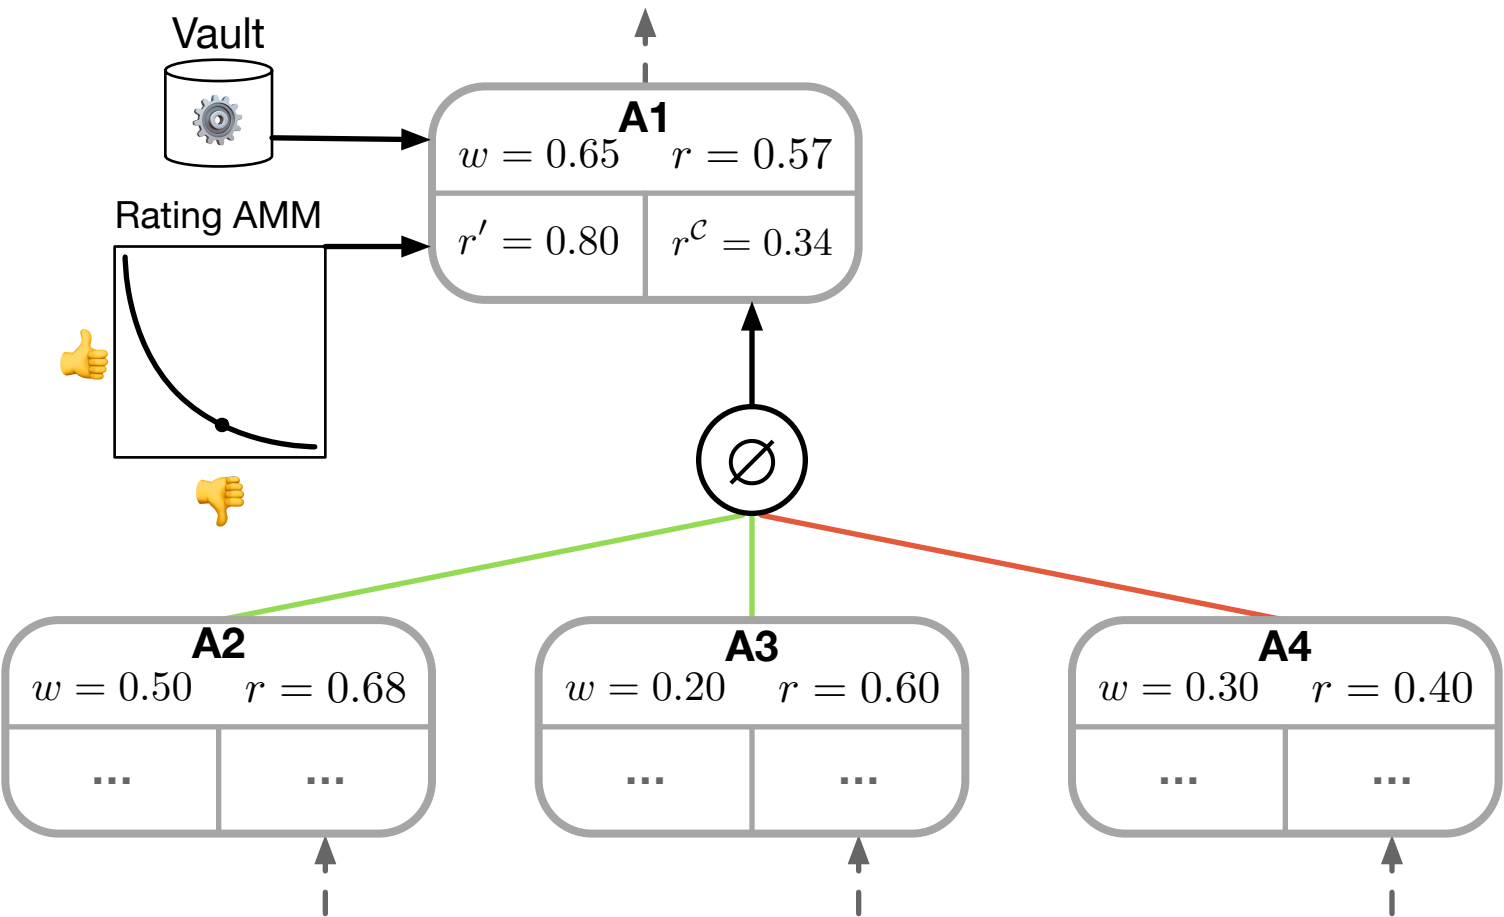 Vault
A1
w = 0.65 r = 0.57
Rating AMM
r′ = 0.80 r^𝒞 = 0.34
∅
A2 A3 A4
w = 0.50 r = 0.68 w = 0.20 r = 0.60 w = 0.30 r = 0.40
... ... ... ... ... ...